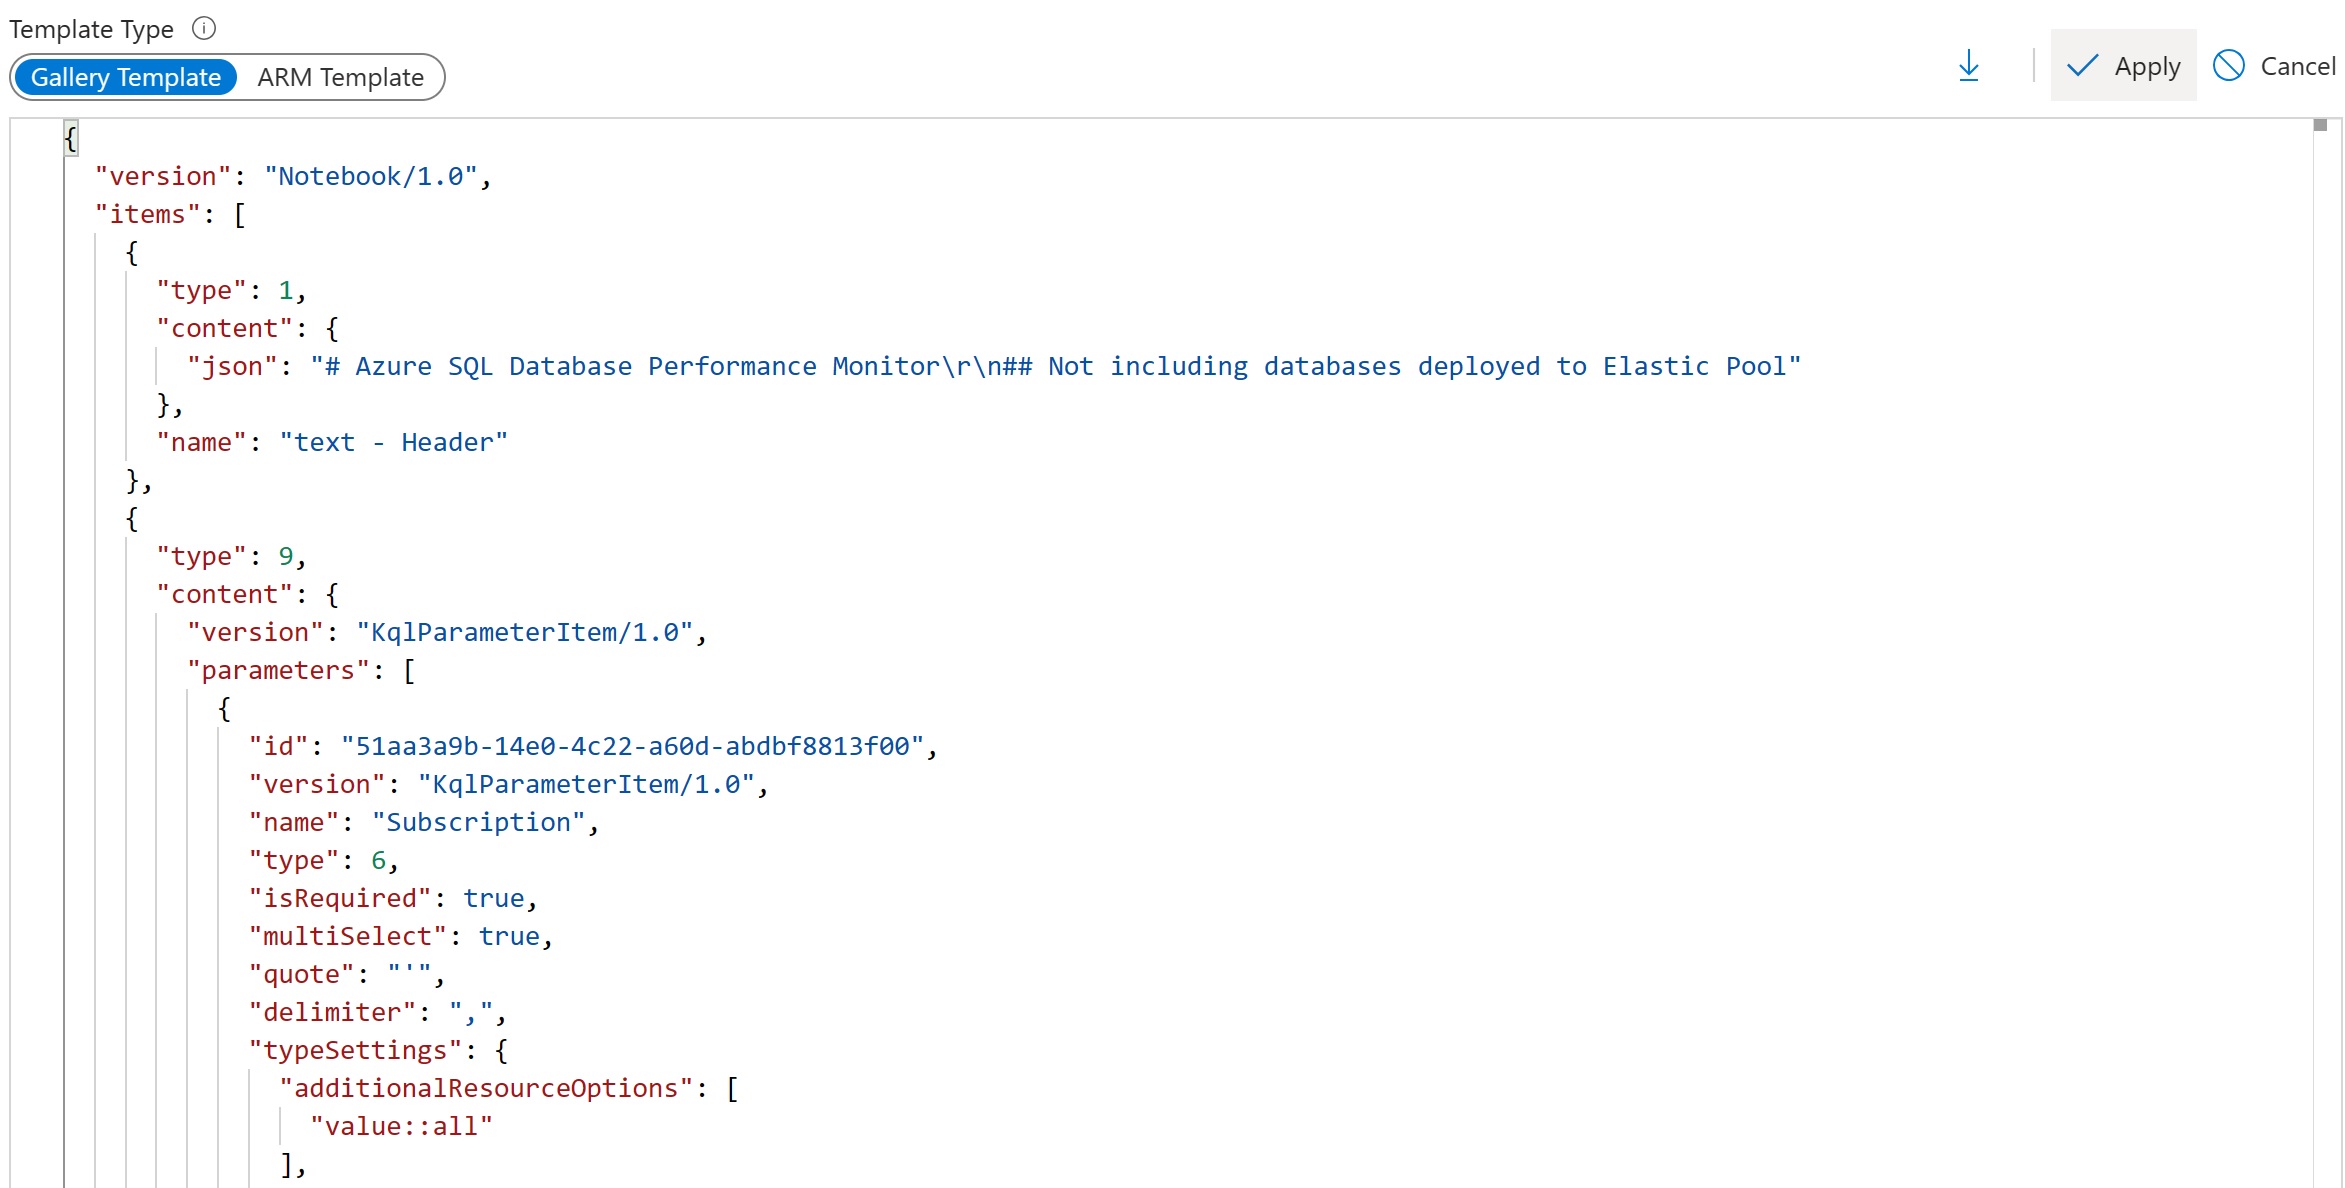 Template Type
Gallery Template ARM Template Apply Cancel
{
"version": "Notebook/1.0",
"items": [
{
"type": 1,
"content": {
"json": "# Azure SQL Database Performance Monitor\r\n## Not including databases deployed to Elastic Pool"
},
"name": "text - Header"
},
{
"type": 9,
"content": {
"version": "KqlParameterItem/1.0",
"parameters": [
{
"id": "51aa3a9b-14e0-4c22-a60d-abdbf8813f00",
"version": "KqlParameterItem/1.0",
"name": "Subscription",
"type": 6,
"isRequired": true,
"multiSelect": true,
"quote": "'",
"delimiter": ",",
"typeSettings": {
"additionalResourceOptions": [
"value::all"
],